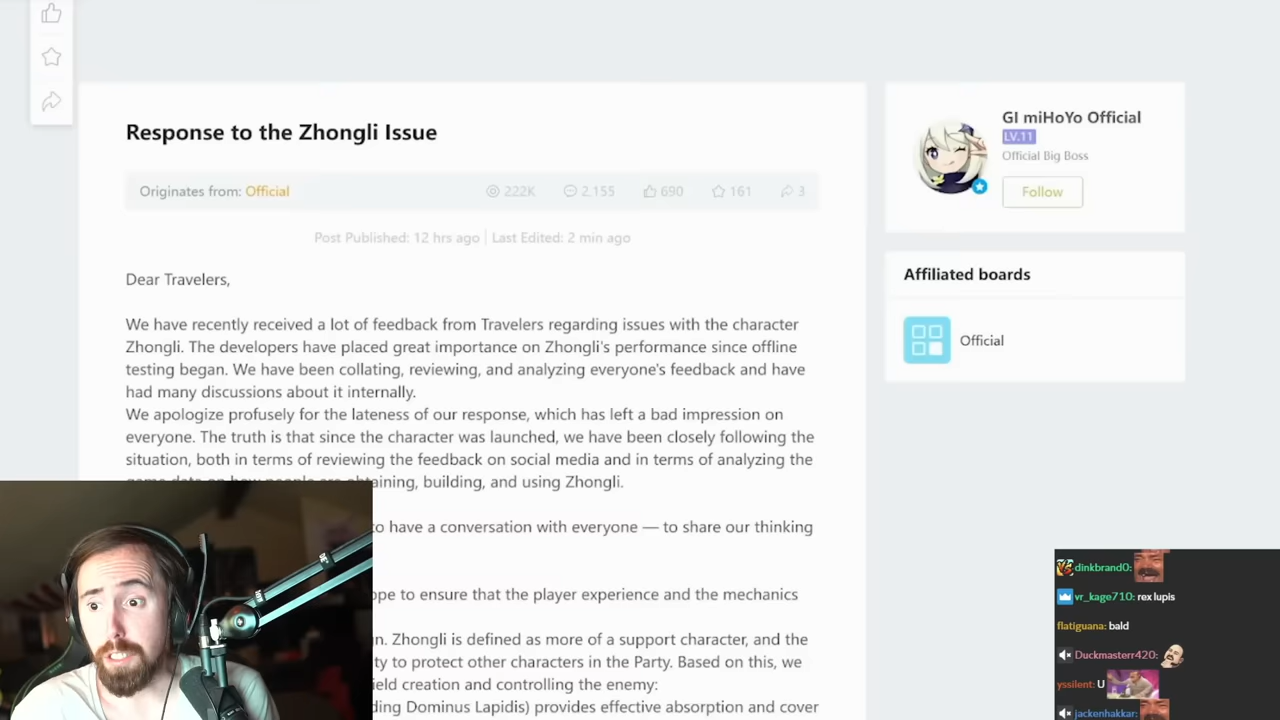 Response to the Zhongli Issue
Originates from: Official
222K
2,155
690
161
3
Post Published: 12 hrs ago | Last Edited: 2 min ago
Dear Travelers,
We have recently received a lot of feedback from Travelers regarding issues with the character
Zhongli. The developers have placed great importance on Zhongli's performance since offline
testing began. We have been collating, reviewing, and analyzing everyone's feedback and have
had many discussions about it internally.
We apologize profusely for the lateness of our response, which has left a bad impression on
everyone. The truth is that since the character was launched, we have been closely following the
situation, both in terms of reviewing the feedback on social media and in terms of analyzing the
game data on how people are obtaining, building, and using Zhongli.
to have a conversation with everyone — to share our thinking
to ensure that the player experience and the mechanics
Zhongli is defined as more of a support character, and the
to protect other characters in the Party. Based on this, we
creation and controlling the enemy:
Dominus Lapidis) provides effective absorption and cover
GI miHoYo Official
LV.11
Official Big Boss
Follow
Affiliated boards
Official
dinkbrand0:
vr_kage710: rex lupis
flatiguana: bald
Duckmasterr420:
yssilent: U
jackenhakkar: